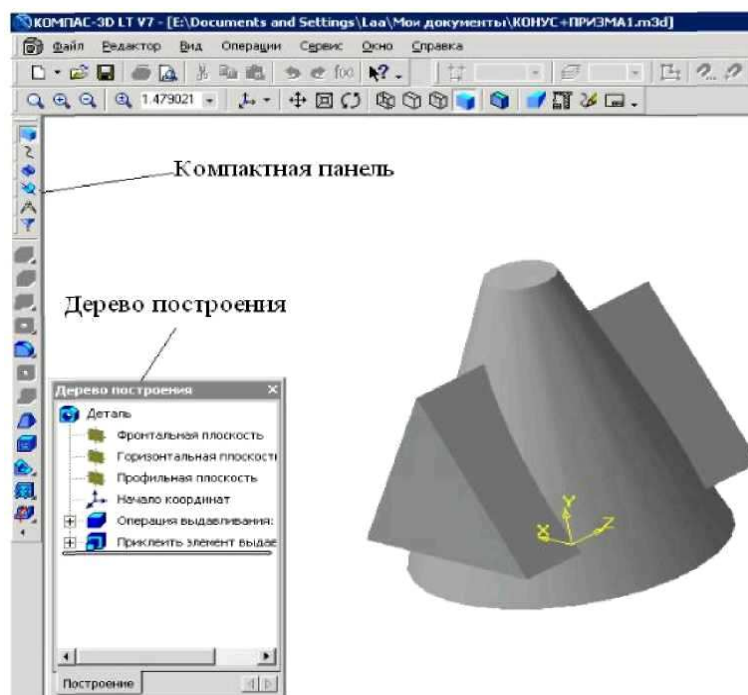 КОМПАС-3D LT V7 - [E:\Documents and Settings\Laa\Мои документы\КОНУС+ПРИЗМА1.m3d]
Файл Редактор Вид Операции Сервис Окно Справка
1.479021
Компактная панель
Дерево построения
Дерево построения
Деталь
Фронтальная плоскость
Горизонтальная плоскост
Профильная плоскость
Начало координат
Операция выдавливания:
Приклеить элемент выдав
Построение
Y
X
Z